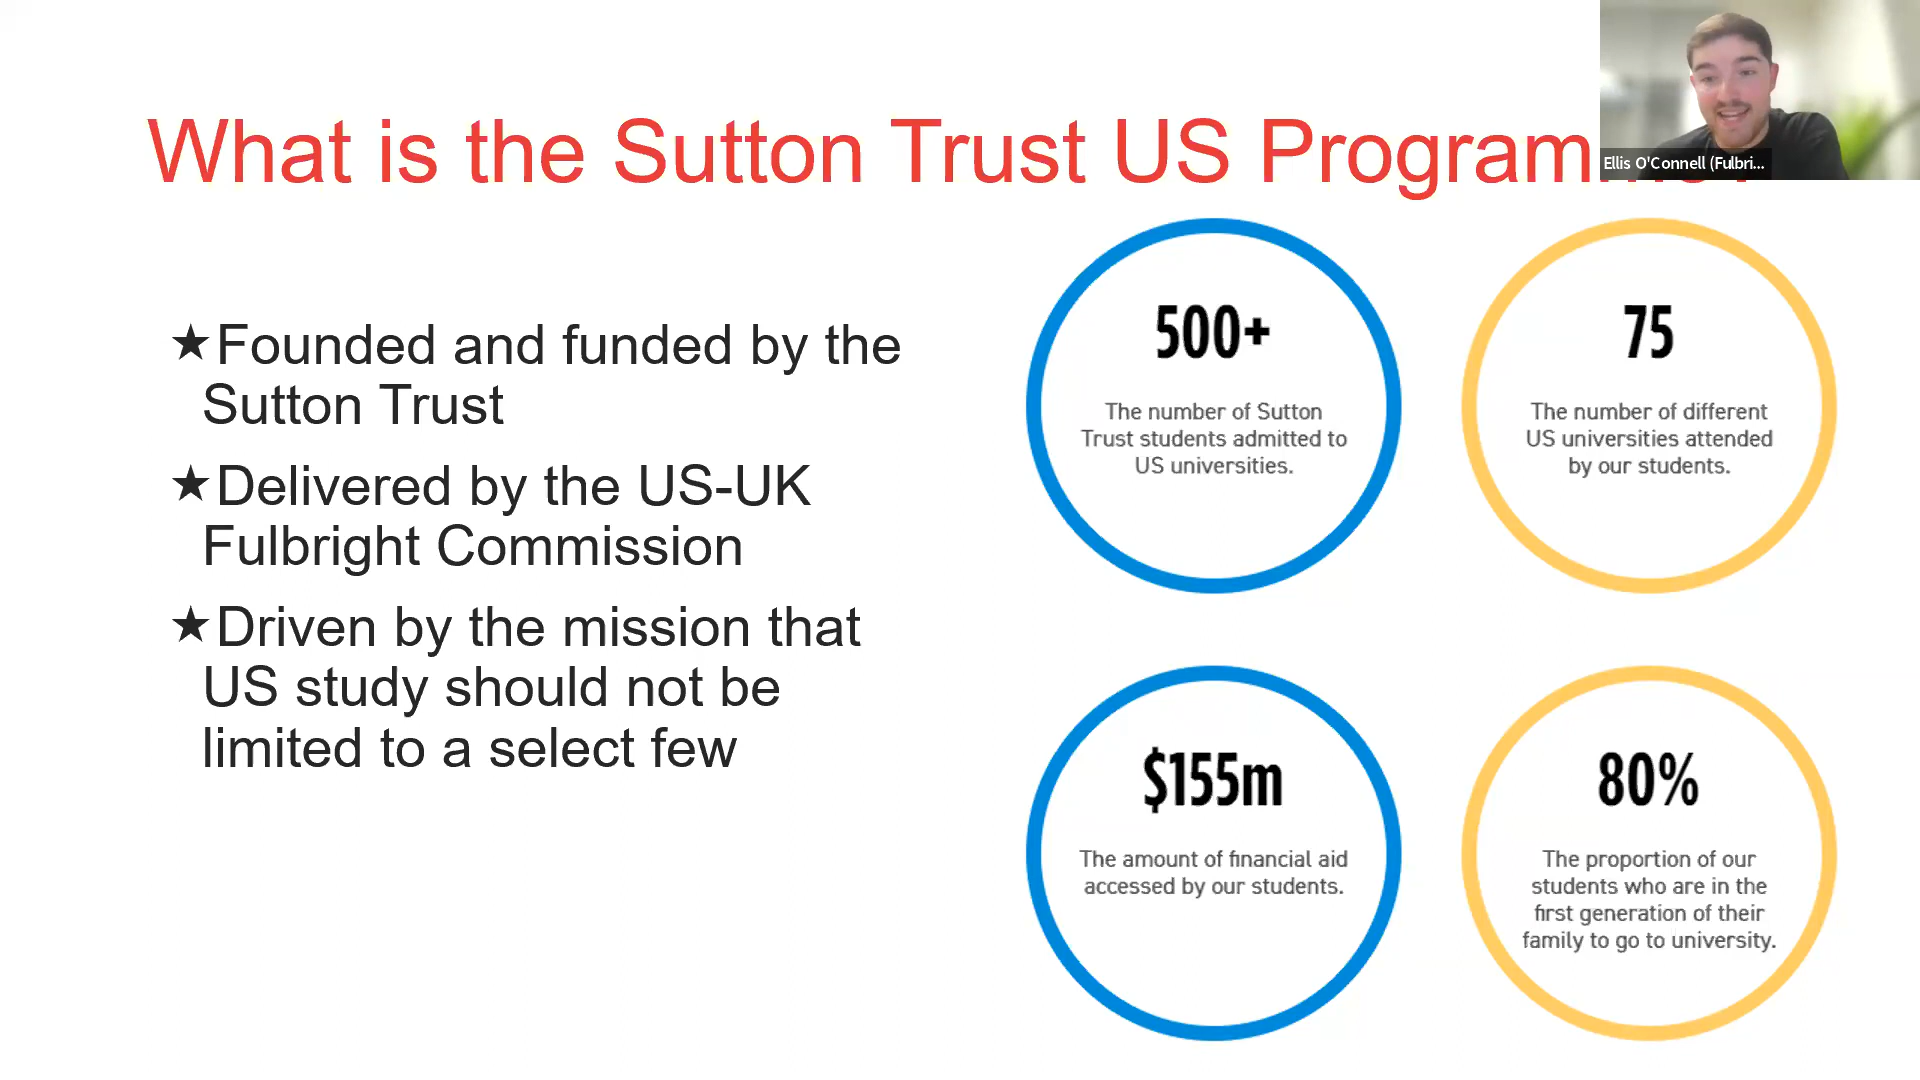 What is the Sutton Trust US Program
Ellis O'Connell (Fulbri...
★Founded and funded by the
Sutton Trust
★Delivered by the US-UK
Fulbright Commission
★Driven by the mission that
US study should not be
limited to a select few
500+
The number of Sutton
Trust students admitted to
US universities.
75
The number of different
US universities attended
by our students.
$155m
The amount of financial aid
accessed by our students.
80%
The proportion of our
students who are in the
first generation of their
family to go to university.